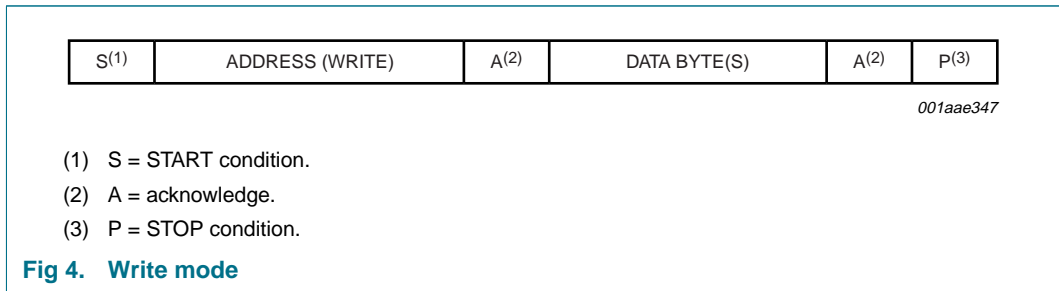 S(1) ADDRESS (WRITE) A(2) DATA BYTE(S) A(2) P(3)
001aae347
(1) S = START condition.
(2) A = acknowledge.
(3) P = STOP condition.
Fig 4. Write mode